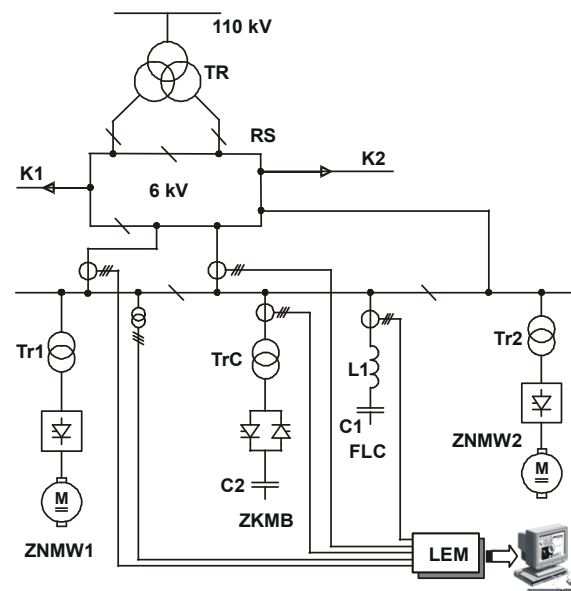 110 kV
TR
RS
K1
K2
6 kV
Tr1
TrC
L1
Tr2
C1
FLC
ZNMW2
M
C2
M
ZKMB
ZNMW1
LEM